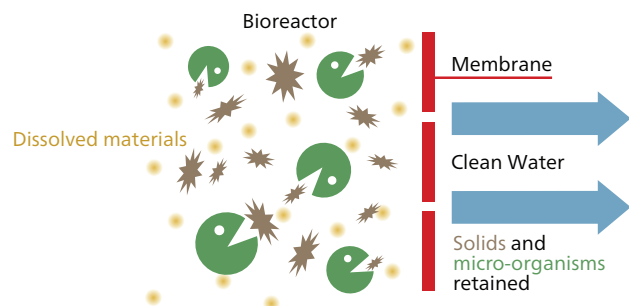 Bioreactor
Membrane
Dissolved materials
Clean Water
Solids and
micro-organisms
retained